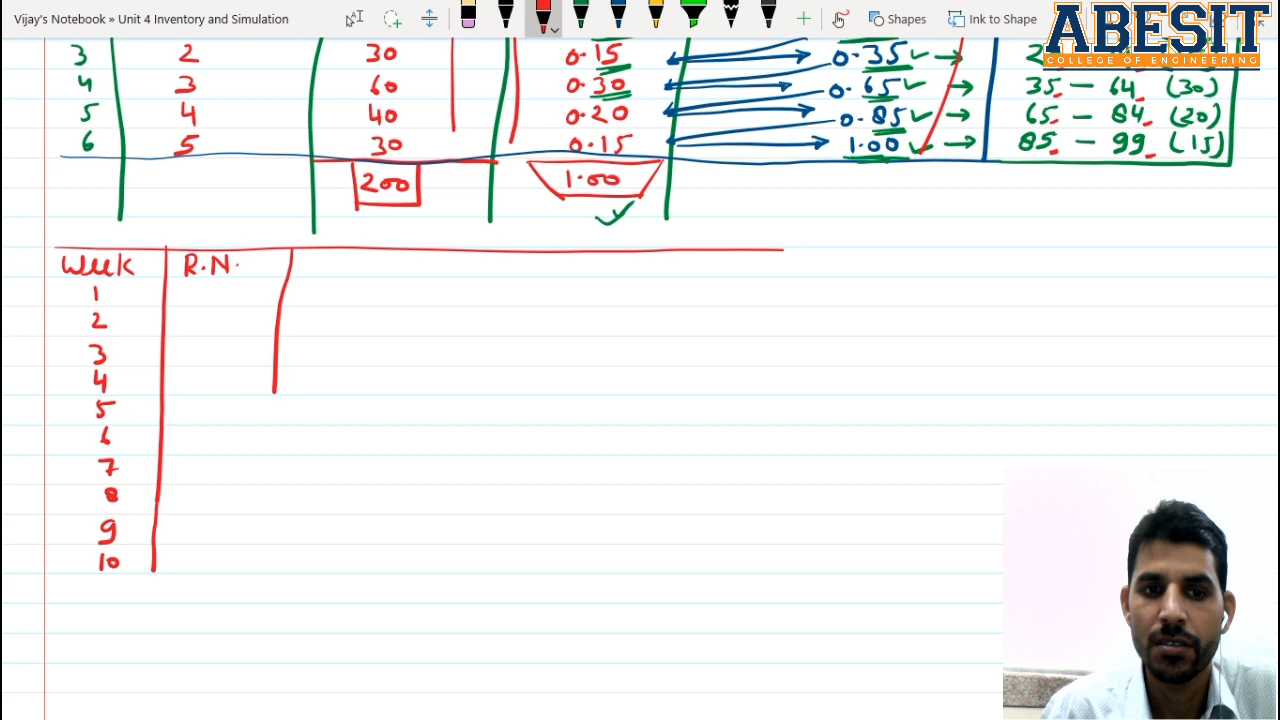 Vijay's Notebook » Unit 4 Inventory and Simulation
Shapes
Ink to Shape
ABESIT
COLLEGE OF ENGINEERING
3 2 30 0.15 0.35
4 3 60 0.30 0.65 35 - 64 (30)
5 4 40 0.20 0.85 65 - 84 (20)
6 5 30 0.15 1.00 85 - 99 (15)
200 1.00
Week R.N.
1
2
3
4
5
6
7
8
9
10